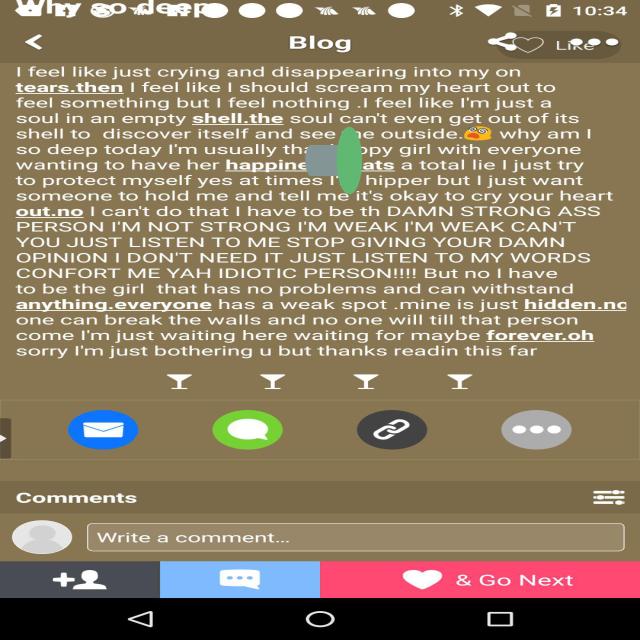 Why so deep
10:34
Blog
Like
I feel like just crying and disappearing into my on
tears.then I feel like I should scream my heart out to
feel something but I feel nothing .I feel like I'm just a
soul in an empty shell.the soul can't even get out of its
shell to discover itself and see the outside. why am I
so deep today I'm usually that happy girl with everyone
wanting to have her
a total lie I just try
to protect myself yes at times I'm hipper but I just want
someone to hold me and tell me it's okay to cry your heart
out.no I can't do that I have to be th DAMN STRONG ASS
PERSON I'M NOT STRONG I'M WEAK I'M WEAK CAN'T
YOU JUST LISTEN TO ME STOP GIVING YOUR DAMN
OPINION I DON'T NEED IT JUST LISTEN TO MY WORDS
CONFORT ME YAH IDIOTIC PERSON!!!! But no I have
to be the girl that has no problems and can withstand
anything.everyone has a weak spot .mine is just hidden.no
one can break the walls and no one will till that person
come I'm just waiting here waiting for maybe forever.oh
sorry I'm just bothering u but thanks readin this far
Comments
Write a comment...
& Go Next